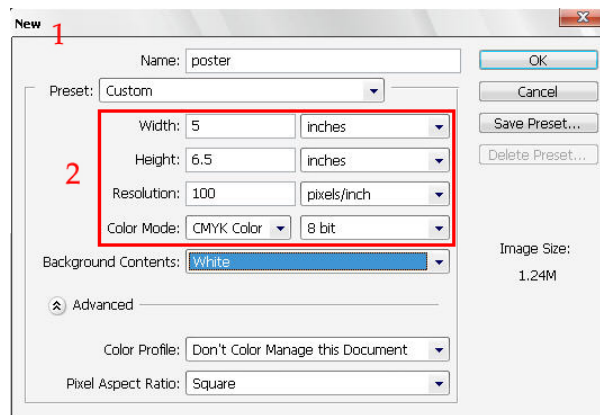 New
1
Name: poster
OK
Preset: Custom
Cancel
Width: 5 inches
Save Preset...
Height: 6.5 inches
Delete Preset...
2
Resolution: 100 pixels/inch
Color Mode: CMYK Color 8 bit
Image Size:
Background Contents: White
1.24M
Advanced
Color Profile: Don't Color Manage this Document
Pixel Aspect Ratio: Square